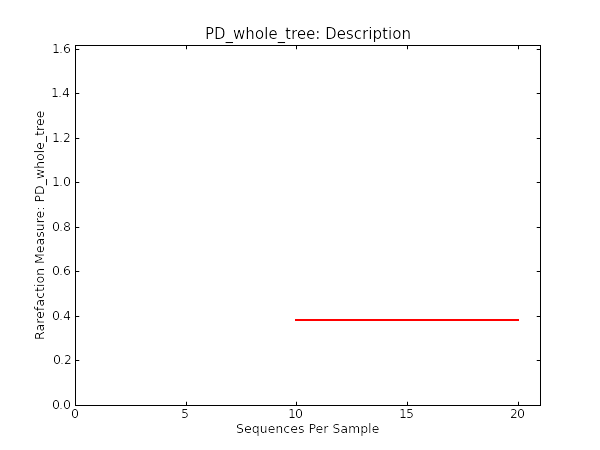 PD_whole_tree: Description
1.6
1.4
1.2
1.0
0.8
0.6
0.4
0.2
0.0
Rarefaction Measure: PD_whole_tree
0 5 10 15 20
Sequences Per Sample